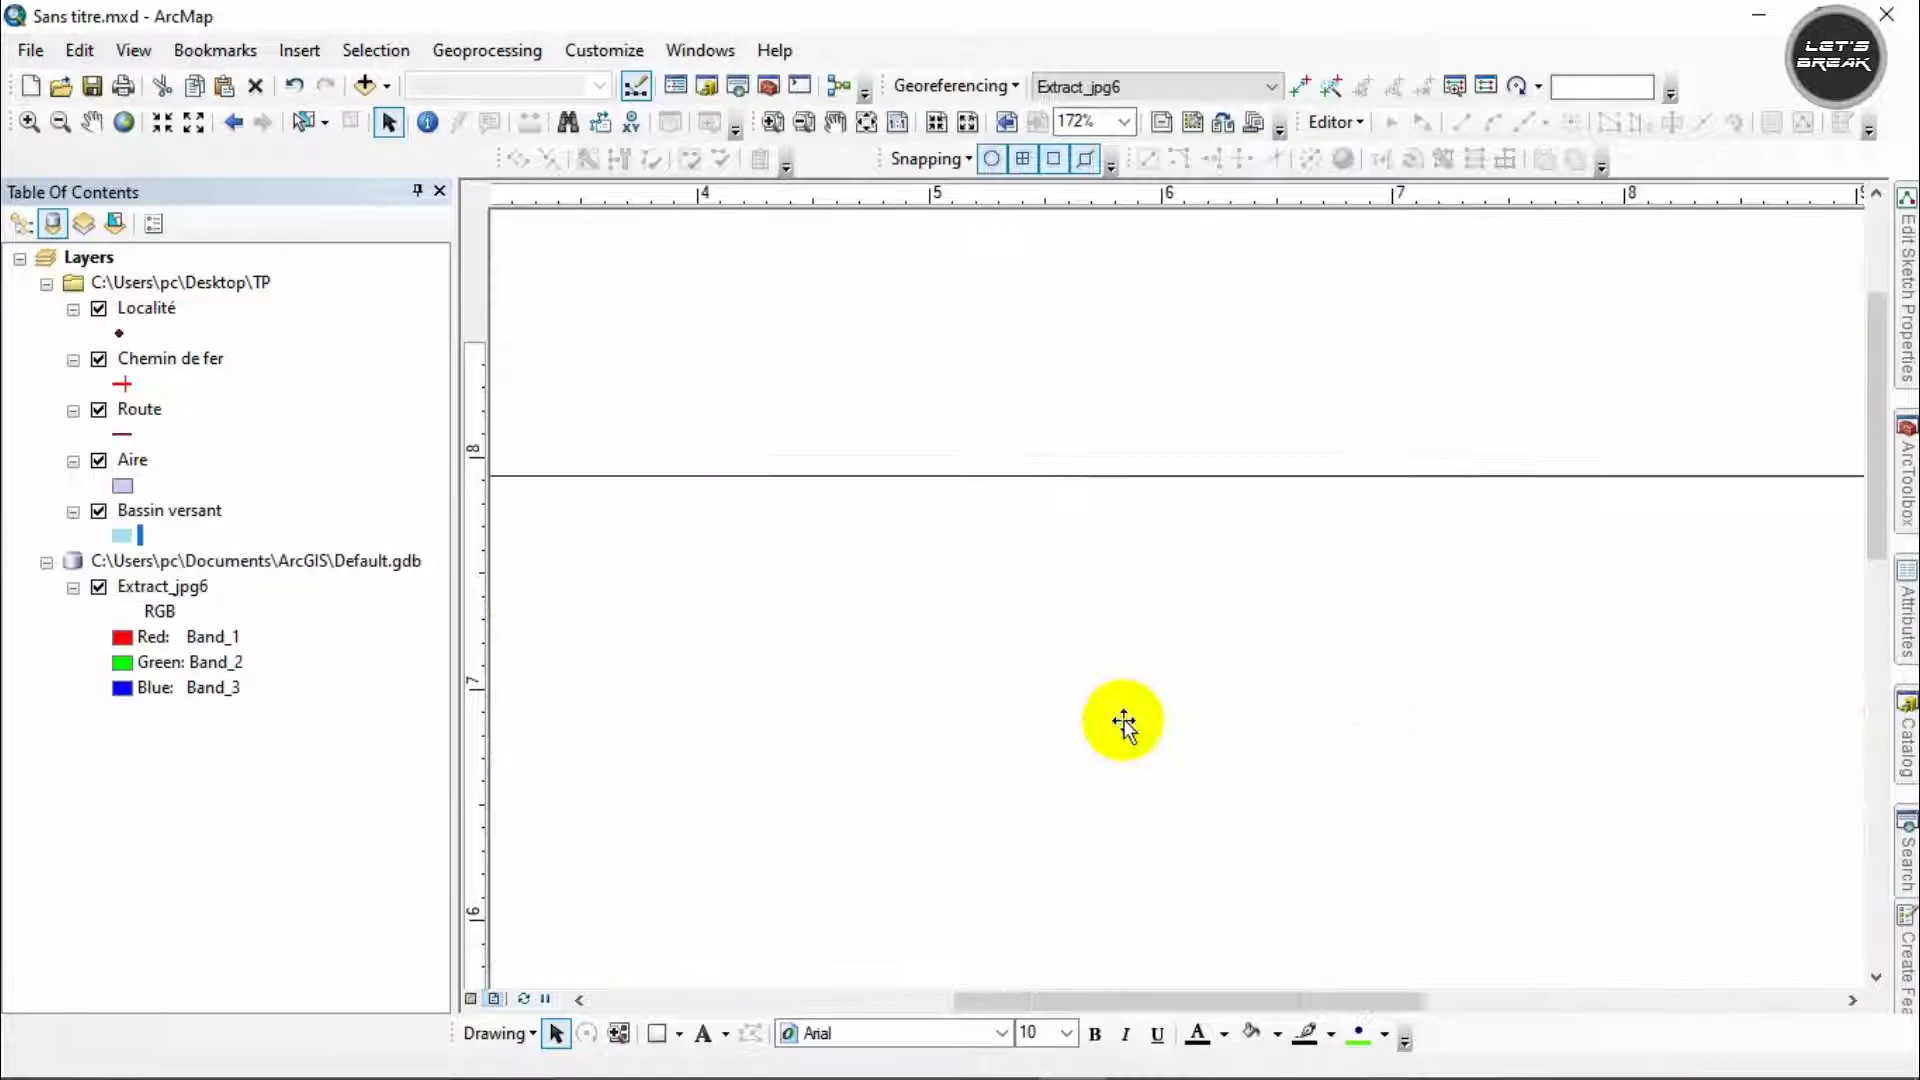 Sans titre.mxd - ArcMap
LET'S
BREAK
File Edit View Bookmarks Insert Selection Geoprocessing Customize Windows Help
Georeferencing Extract_jpg6
172% Editor
Snapping
Table Of Contents
4 5 6 7 8
Layers
C:\Users\pc\Desktop\TP
Localité
Chemin de fer
Route
Aire
Bassin versant
C:\Users\pc\Documents\ArcGIS\Default.gdb
Extract_jpg6
RGB
Red: Band_1
Green: Band_2
Blue: Band_3
8
7
6
Edit Sketch Properties
ArcToolbox
Attributes
Catalog
Search
Create Fea
Drawing A Arial 10 B I U A